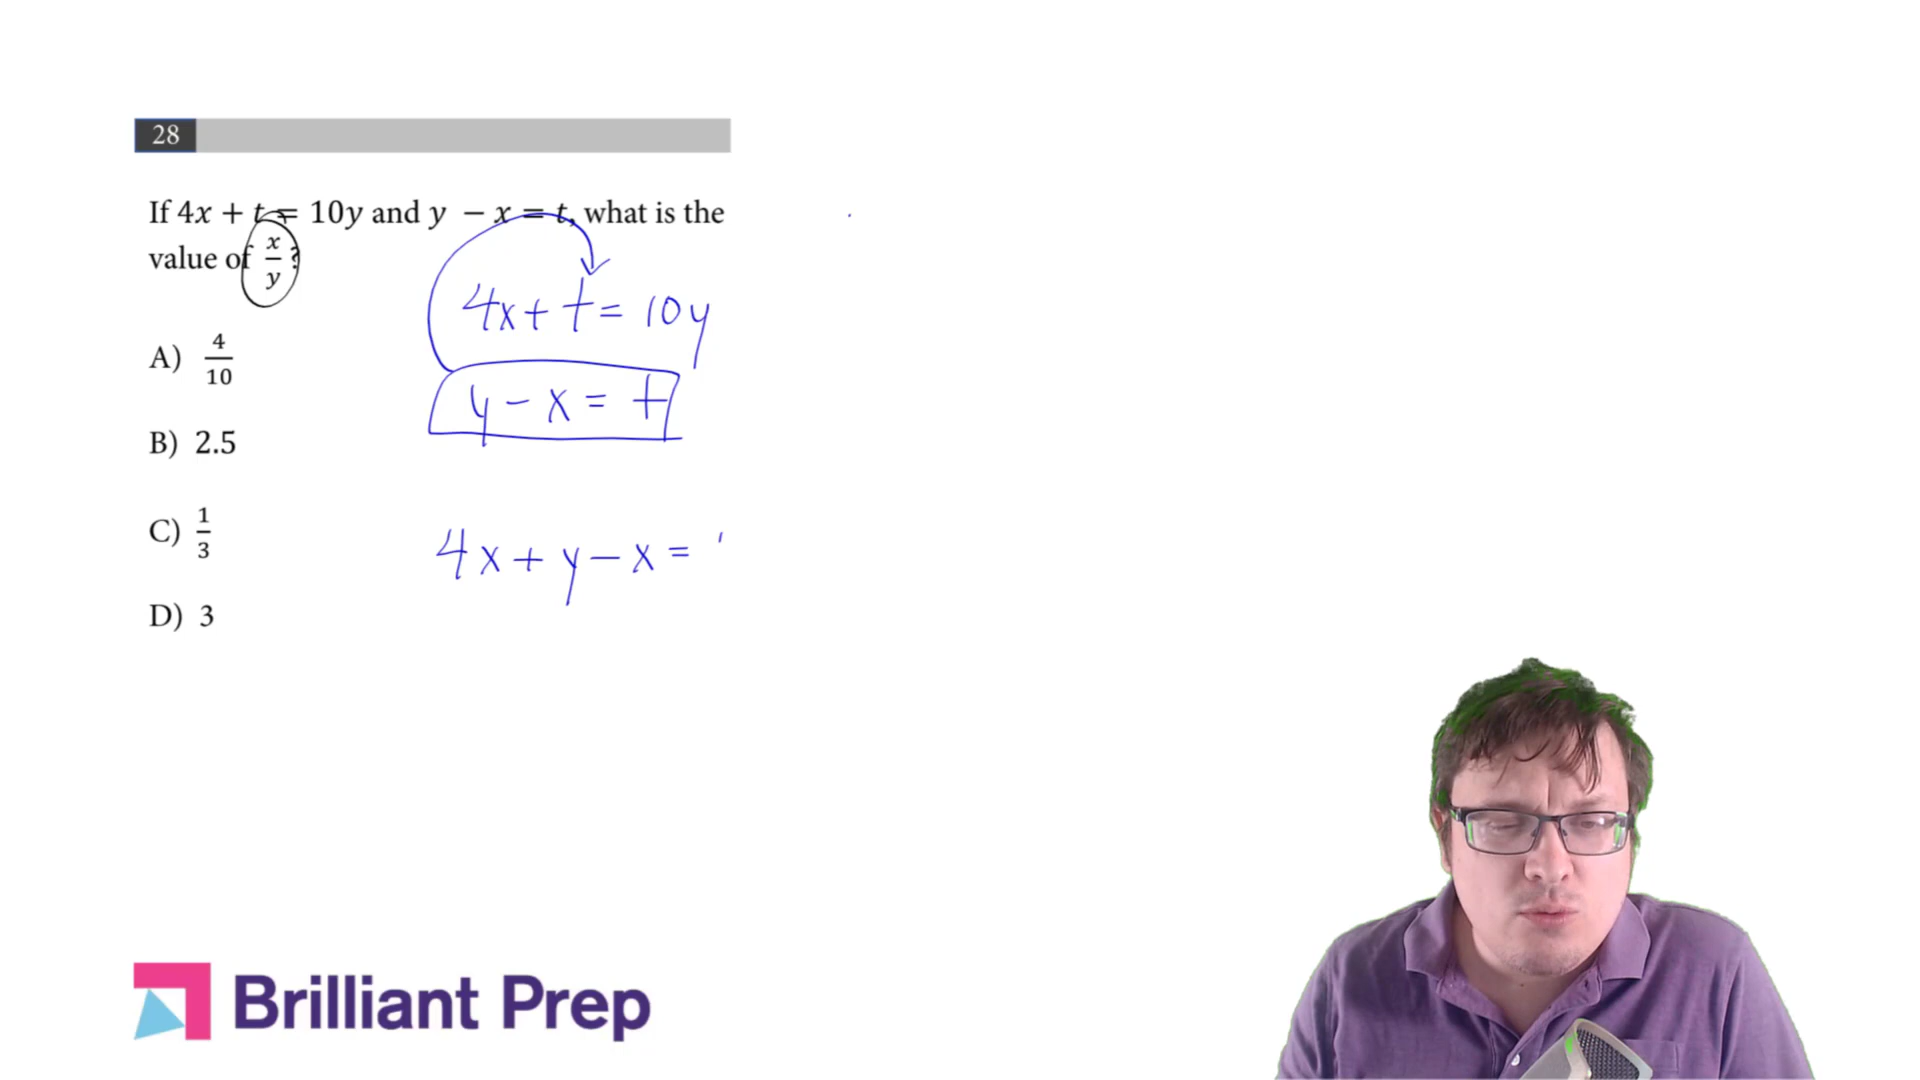 28
If 4x + t = 10y and y − x = t, what is the
value of x/y?
4x + t = 10y
A) 4/10
y − x = t
B) 2.5
C) 1/3
4x + y − x =
D) 3
Brilliant Prep